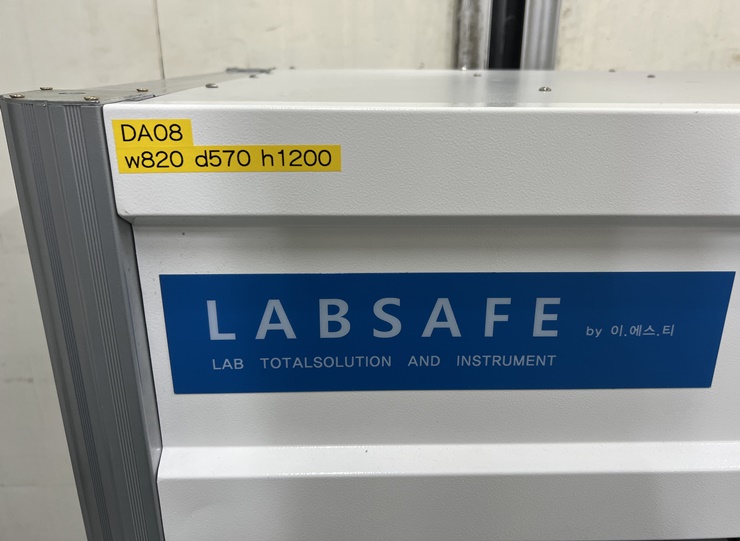 DA08
w820 d570 h1200
LABSAFE by 이.에스.티
LAB TOTALSOLUTION AND INSTRUMENT